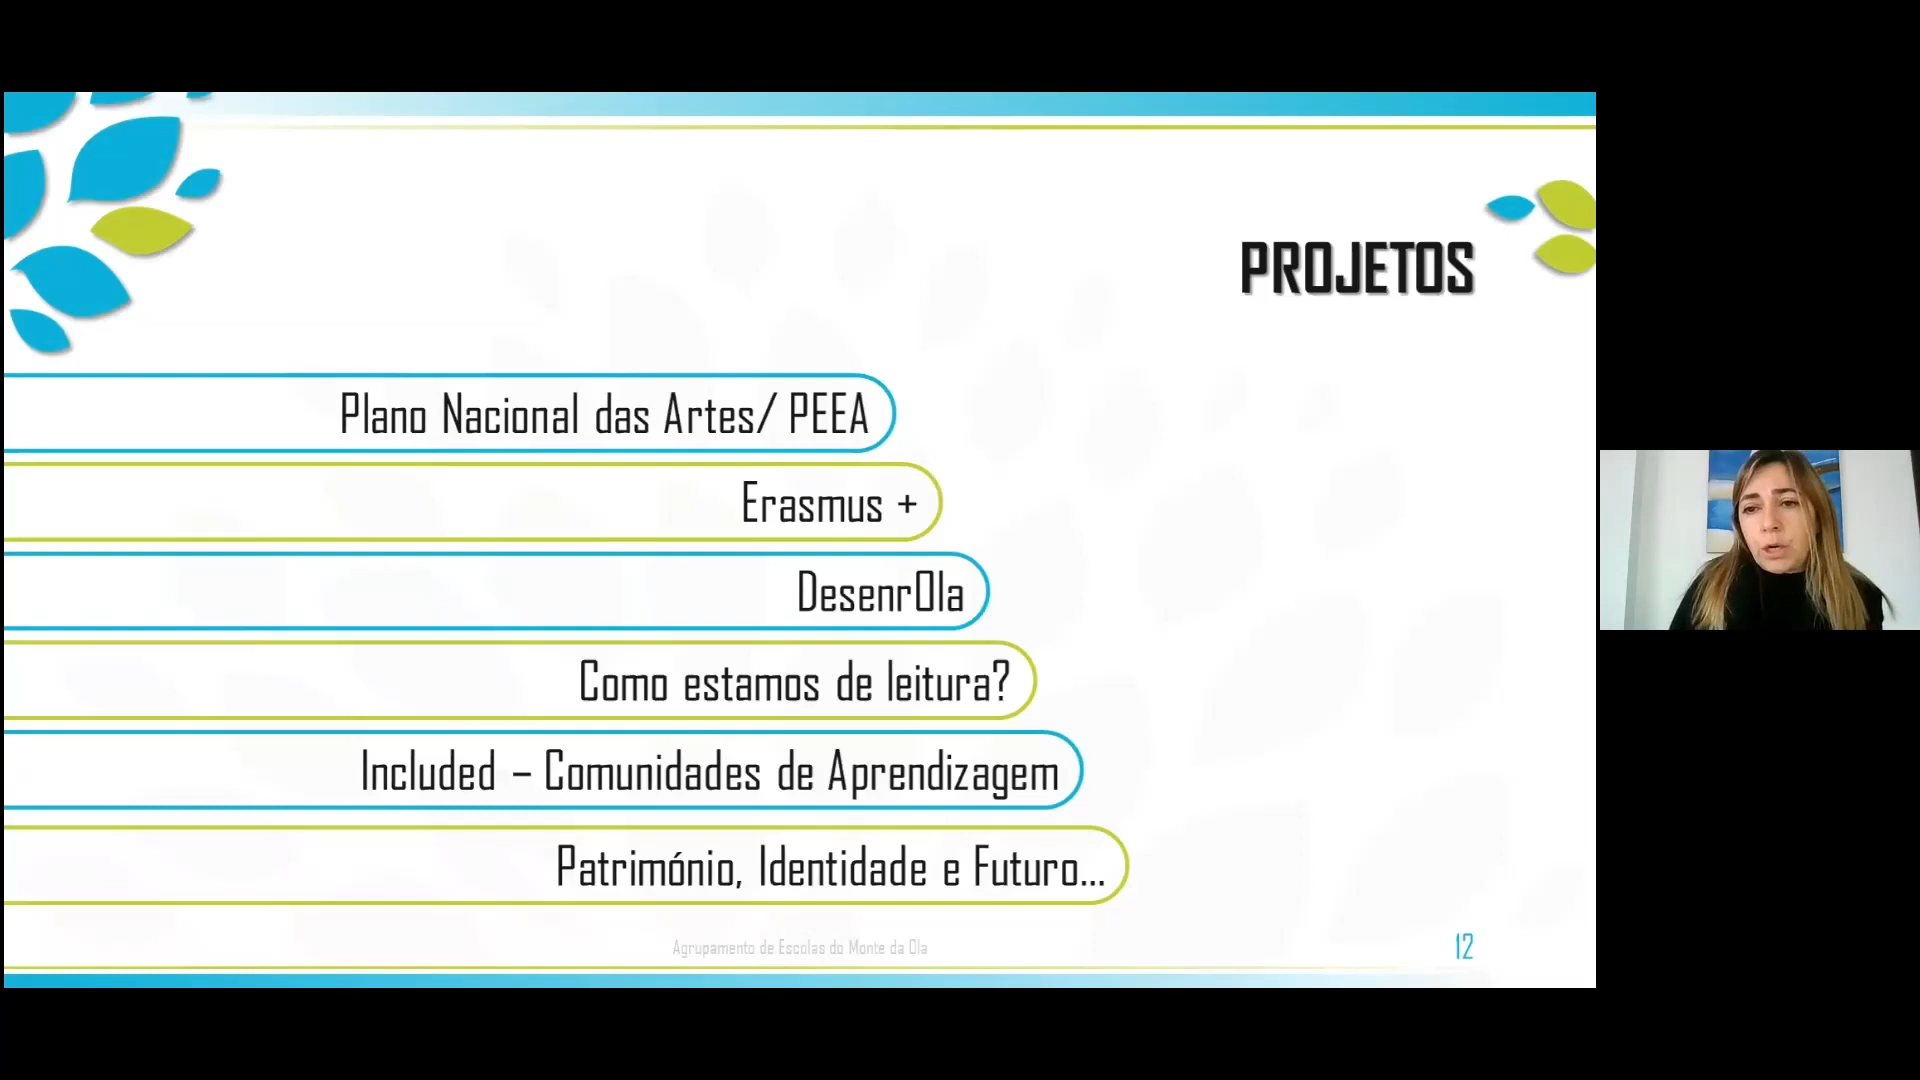 PROJETOS
Plano Nacional das Artes/ PEEA
Erasmus +
DesenrOla
Como estamos de leitura?
Included – Comunidades de Aprendizagem
Património, Identidade e Futuro...
Agrupamento de Escolas do Monte da Ola
12